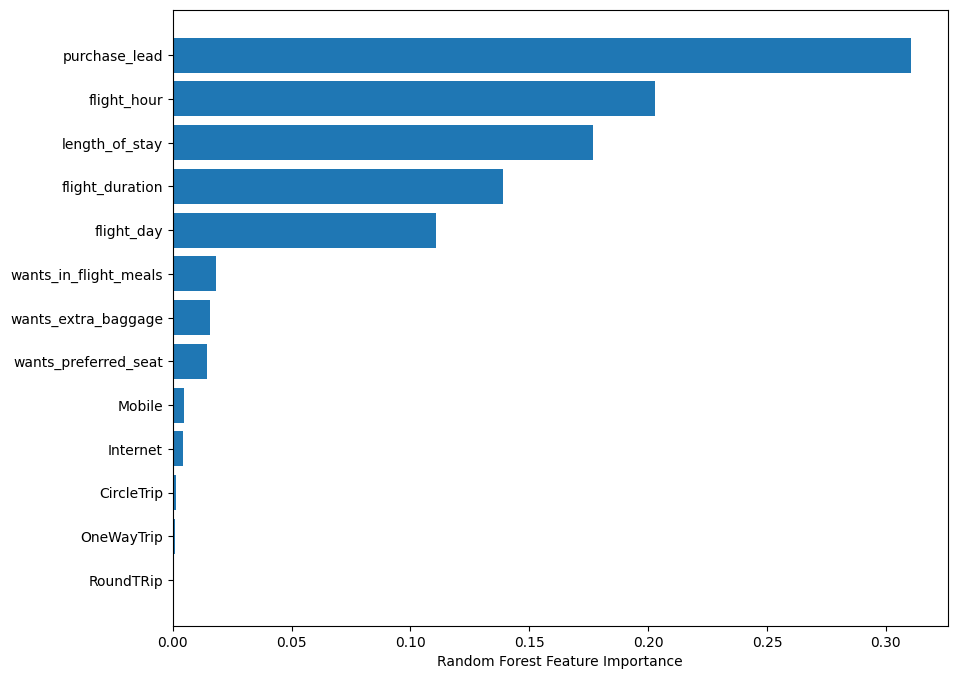 purchase_lead
flight_hour
length_of_stay
flight_duration
flight_day
wants_in_flight_meals
wants_extra_baggage
wants_preferred_seat
Mobile
Internet
CircleTrip
OneWayTrip
RoundTRip
0.00 0.05 0.10 0.15 0.20 0.25 0.30
Random Forest Feature Importance